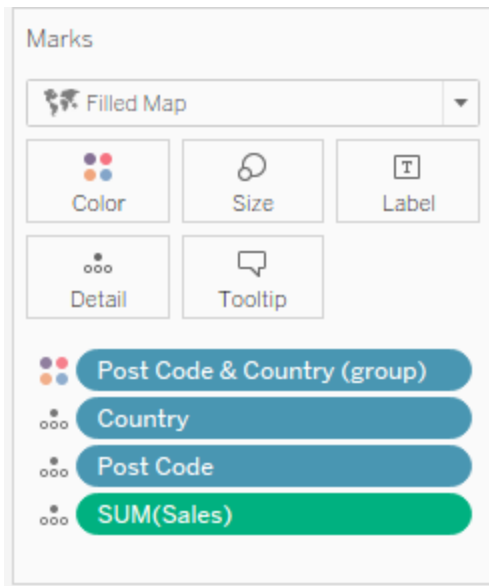 Marks
Filled Map
Color
Size
T
Label
Detail
Tooltip
Post Code & Country (group)
Country
Post Code
SUM(Sales)